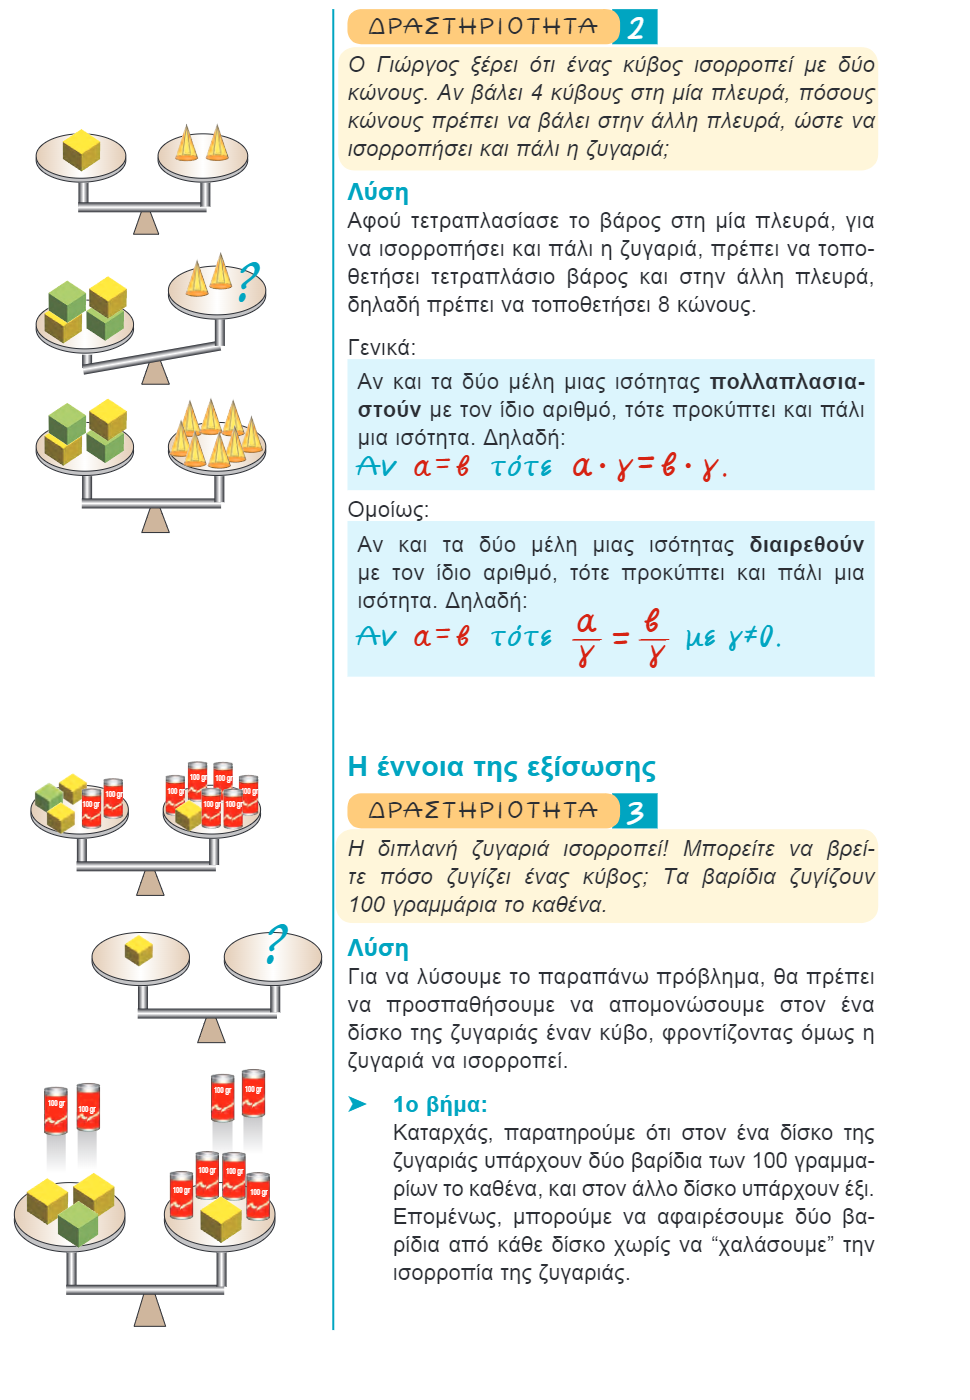 ΔΡΑΣΤΗΡΙΟΤΗΤΑ 2
Ο Γιώργος ξέρει ότι ένας κύβος ισορροπεί με δύο
κώνους. Αν βάλει 4 κύβους στη μία πλευρά, πόσους
κώνους πρέπει να βάλει στην άλλη πλευρά, ώστε να
ισορροπήσει και πάλι η ζυγαριά;
Λύση
Αφού τετραπλασίασε το βάρος στη μία πλευρά, για
να ισορροπήσει και πάλι η ζυγαριά, πρέπει να τοπο-
θετήσει τετραπλάσιο βάρος και στην άλλη πλευρά,
δηλαδή πρέπει να τοποθετήσει 8 κώνους.
?
Γενικά:
Αν και τα δύο μέλη μιας ισότητας πολλαπλασια-
στούν με τον ίδιο αριθμό, τότε προκύπτει και πάλι
μια ισότητα. Δηλαδή:
Αν α=β τότε α·γ=β·γ.
Ομοίως:
Αν και τα δύο μέλη μιας ισότητας διαιρεθούν
με τον ίδιο αριθμό, τότε προκύπτει και πάλι μια
ισότητα. Δηλαδή:
Αν α=β τότε α/γ = β/γ με γ≠0.
Η έννοια της εξίσωσης
ΔΡΑΣΤΗΡΙΟΤΗΤΑ 3
Η διπλανή ζυγαριά ισορροπεί! Μπορείτε να βρεί-
τε πόσο ζυγίζει ένας κύβος; Τα βαρίδια ζυγίζουν
100 γραμμάρια το καθένα.
100 gr 100 gr
100 gr 100 gr 100 gr 100 gr 100 gr 100 gr
?
Λύση
Για να λύσουμε το παραπάνω πρόβλημα, θα πρέπει
να προσπαθήσουμε να απομονώσουμε στον ένα
δίσκο της ζυγαριάς έναν κύβο, φροντίζοντας όμως η
ζυγαριά να ισορροπεί.
➤ 1ο βήμα:
Καταρχάς, παρατηρούμε ότι στον ένα δίσκο της
ζυγαριάς υπάρχουν δύο βαρίδια των 100 γραμμα-
ρίων το καθένα, και στον άλλο δίσκο υπάρχουν έξι.
Επομένως, μπορούμε να αφαιρέσουμε δύο βα-
ρίδια από κάθε δίσκο χωρίς να “χαλάσουμε” την
ισορροπία της ζυγαριάς.
100 gr 100 gr
100 gr 100 gr
100 gr 100 gr 100 gr 100 gr